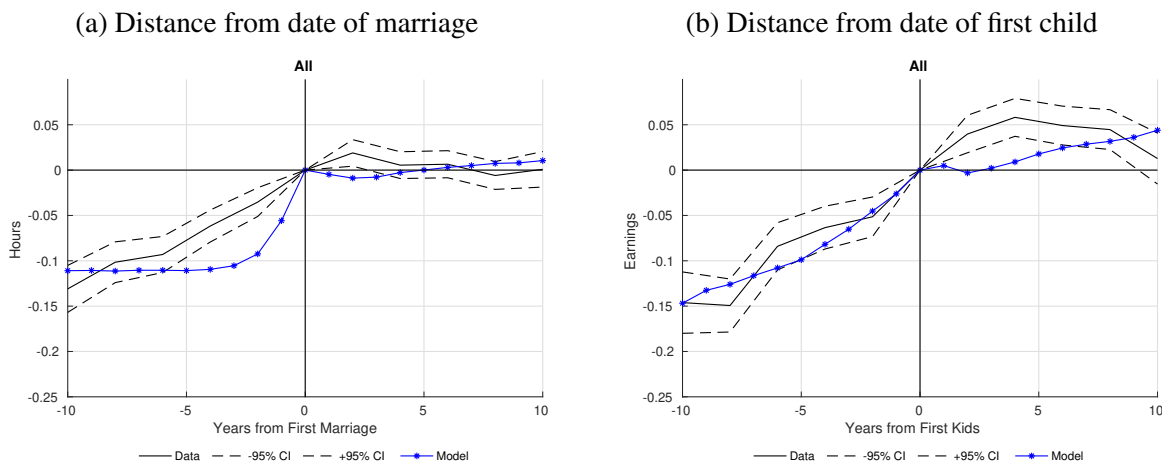 (a) Distance from date of marriage
All
Hours
0.05
0
-0.05
-0.1
-0.15
-0.2
-0.25
-10 -5 0 5 10
Years from First Marriage
Data -95% CI +95% CI Model
(b) Distance from date of first child
All
Earnings
0.05
0
-0.05
-0.1
-0.15
-0.2
-0.25
-10 -5 0 5 10
Years from First Kids
Data -95% CI +95% CI Model